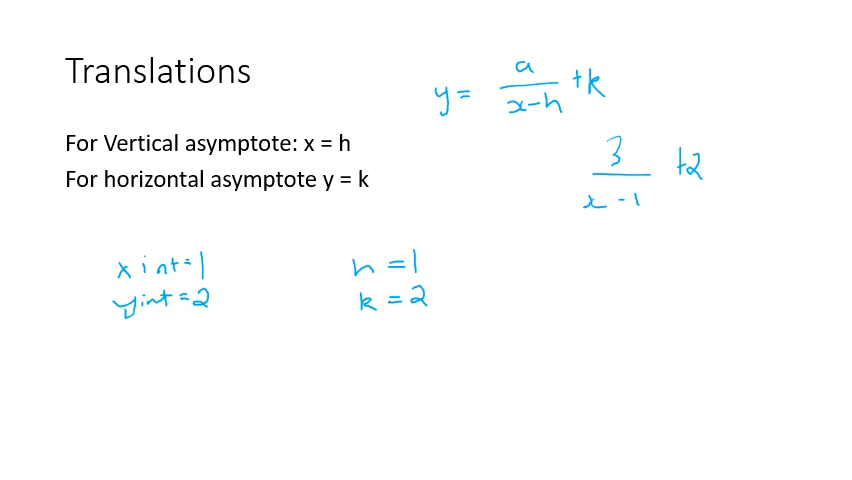 Translations
y = a/(x-h) +k
For Vertical asymptote: x = h
For horizontal asymptote y = k
3/(x-1) +2
x int=1
y int=2
h=1
k=2